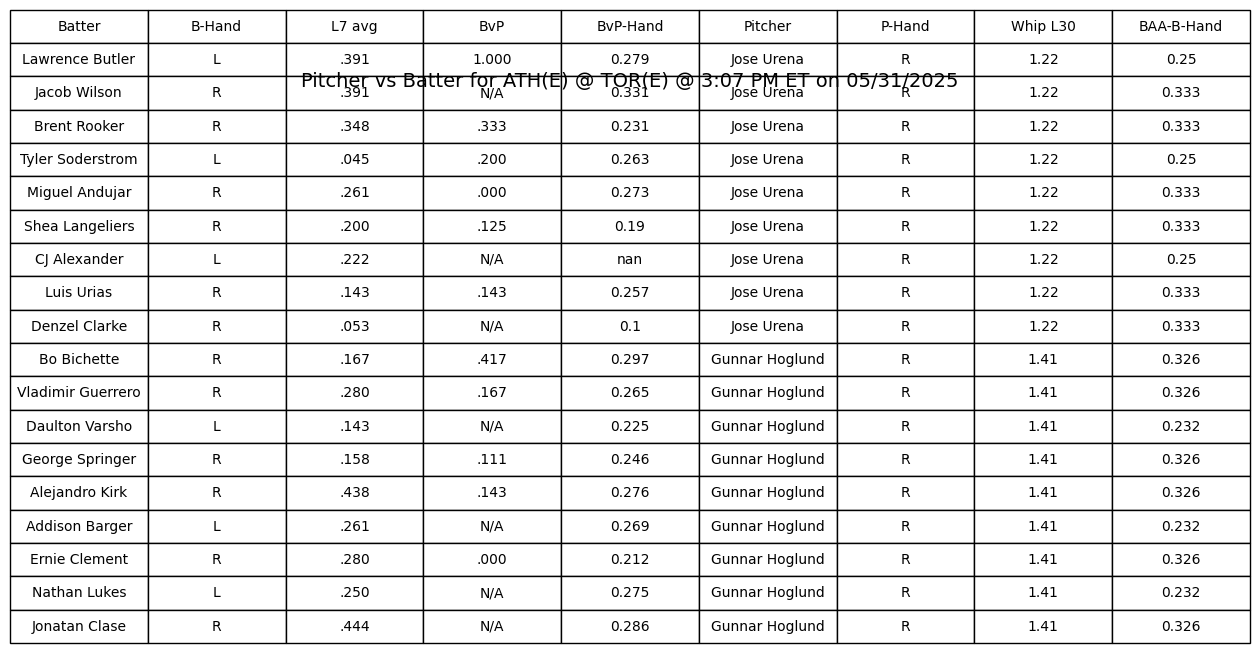 Batter B-Hand L7 avg BvP BvP-Hand Pitcher P-Hand Whip L30 BAA-B-Hand
Lawrence Butler L .391 1.000 0.279 Jose Urena R 1.22 0.25
Pitcher vs Batter for ATH(E) @ TOR(E) @ 3:07 PM ET on 05/31/2025
Jacob Wilson R .391 N/A 0.331 Jose Urena R 1.22 0.333
Brent Rooker R .348 .333 0.231 Jose Urena R 1.22 0.333
Tyler Soderstrom L .045 .200 0.263 Jose Urena R 1.22 0.25
Miguel Andujar R .261 .000 0.273 Jose Urena R 1.22 0.333
Shea Langeliers R .200 .125 0.19 Jose Urena R 1.22 0.333
CJ Alexander L .222 N/A nan Jose Urena R 1.22 0.25
Luis Urias R .143 .143 0.257 Jose Urena R 1.22 0.333
Denzel Clarke R .053 N/A 0.1 Jose Urena R 1.22 0.333
Bo Bichette R .167 .417 0.297 Gunnar Hoglund R 1.41 0.326
Vladimir Guerrero R .280 .167 0.265 Gunnar Hoglund R 1.41 0.326
Daulton Varsho L .143 N/A 0.225 Gunnar Hoglund R 1.41 0.232
George Springer R .158 .111 0.246 Gunnar Hoglund R 1.41 0.326
Alejandro Kirk R .438 .143 0.276 Gunnar Hoglund R 1.41 0.326
Addison Barger L .261 N/A 0.269 Gunnar Hoglund R 1.41 0.232
Ernie Clement R .280 .000 0.212 Gunnar Hoglund R 1.41 0.326
Nathan Lukes L .250 N/A 0.275 Gunnar Hoglund R 1.41 0.232
Jonatan Clase R .444 N/A 0.286 Gunnar Hoglund R 1.41 0.326